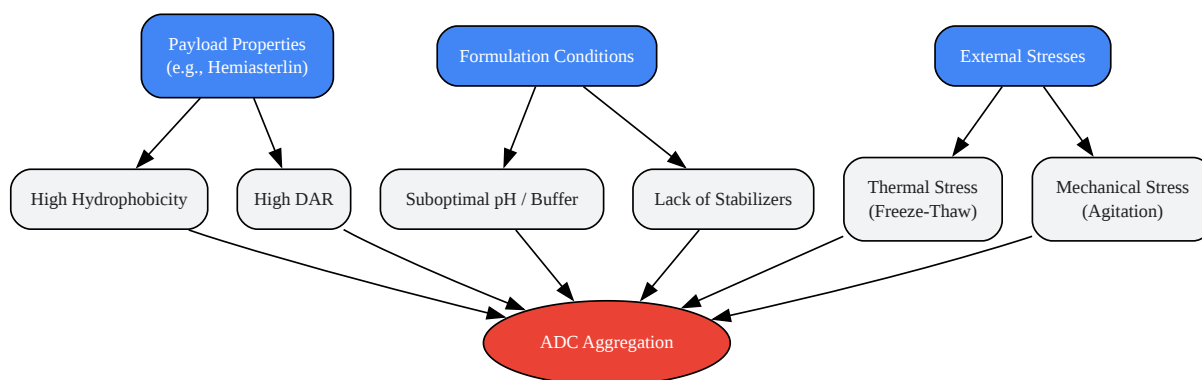 Payload Properties
(e.g., Hemiasterlin)
Formulation Conditions
External Stresses
High Hydrophobicity
High DAR
Suboptimal pH / Buffer
Lack of Stabilizers
Thermal Stress
(Freeze-Thaw)
Mechanical Stress
(Agitation)
ADC Aggregation